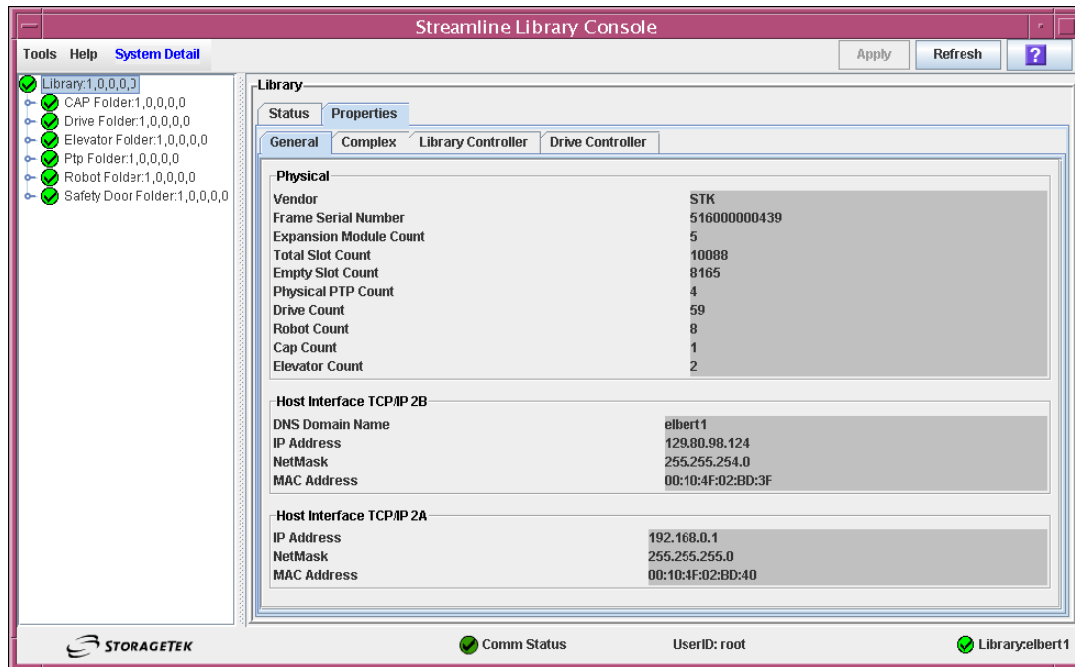 Streamline Library Console
Tools Help System Detail Apply Refresh ?
Library:1,0,0,0,0
CAP Folder:1,0,0,0,0
Drive Folder:1,0,0,0,0
Elevator Folder:1,0,0,0,0
Ptp Folder:1,0,0,0,0
Robot Folder:1,0,0,0,0
Safety Door Folder:1,0,0,0,0
Library
Status Properties
General Complex Library Controller Drive Controller
Physical
Vendor STK
Frame Serial Number 516000000439
Expansion Module Count 5
Total Slot Count 10088
Empty Slot Count 8165
Physical PTP Count 4
Drive Count 59
Robot Count 8
Cap Count 1
Elevator Count 2
Host Interface TCP/IP 2B
DNS Domain Name elbert1
IP Address 129.80.98.124
NetMask 255.255.254.0
MAC Address 00:10:4F:02:BD:3F
Host Interface TCP/IP 2A
IP Address 192.168.0.1
NetMask 255.255.255.0
MAC Address 00:10:4F:02:BD:40
STORAGETEK Comm Status UserID: root Library:elbert1